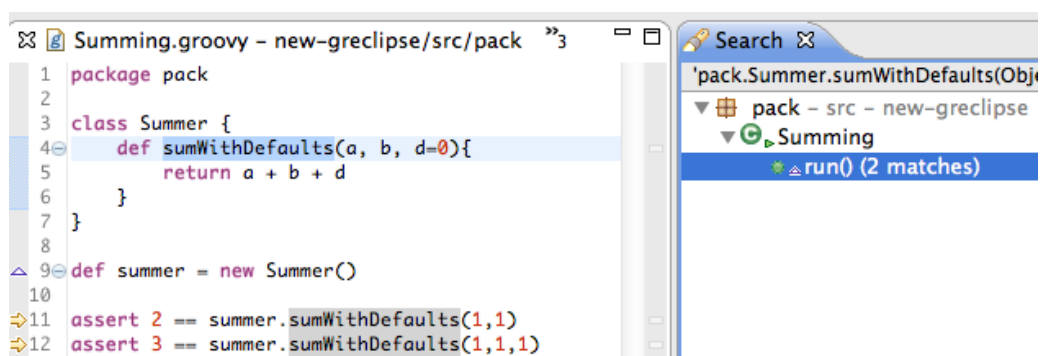 Summing.groovy – new-greclipse/src/pack »3
1 package pack
2
3 class Summer {
4 def sumWithDefaults(a, b, d=0){
5 return a + b + d
6 }
7 }
8
9 def summer = new Summer()
10
11 assert 2 == summer.sumWithDefaults(1,1)
12 assert 3 == summer.sumWithDefaults(1,1,1)
Search
'pack.Summer.sumWithDefaults(Obje
pack – src – new-greclipse
Summing
run() (2 matches)